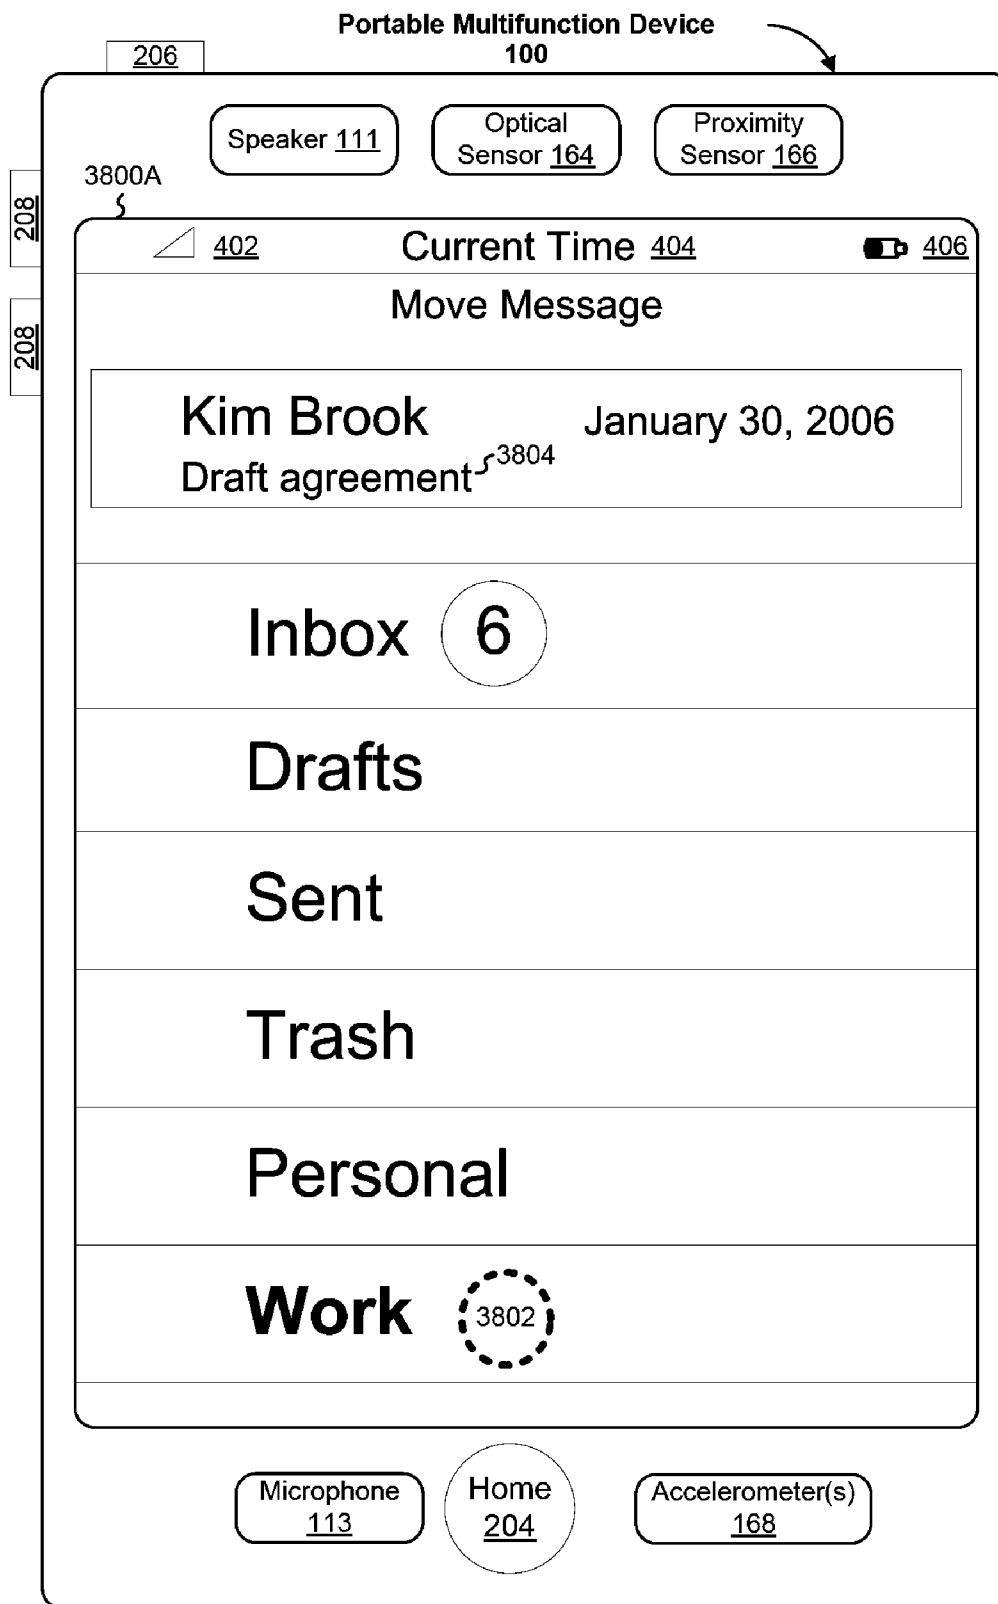 Portable Multifunction Device
100
206
Speaker 111
Optical
Sensor 164
Proximity
Sensor 166
3800A
208
208
402
Current Time 404
406
Move Message
Kim Brook
January 30, 2006
Draft agreement
3804
Inbox 6
Drafts
Sent
Trash
Personal
Work 3802
Microphone
113
Home
204
Accelerometer(s)
168